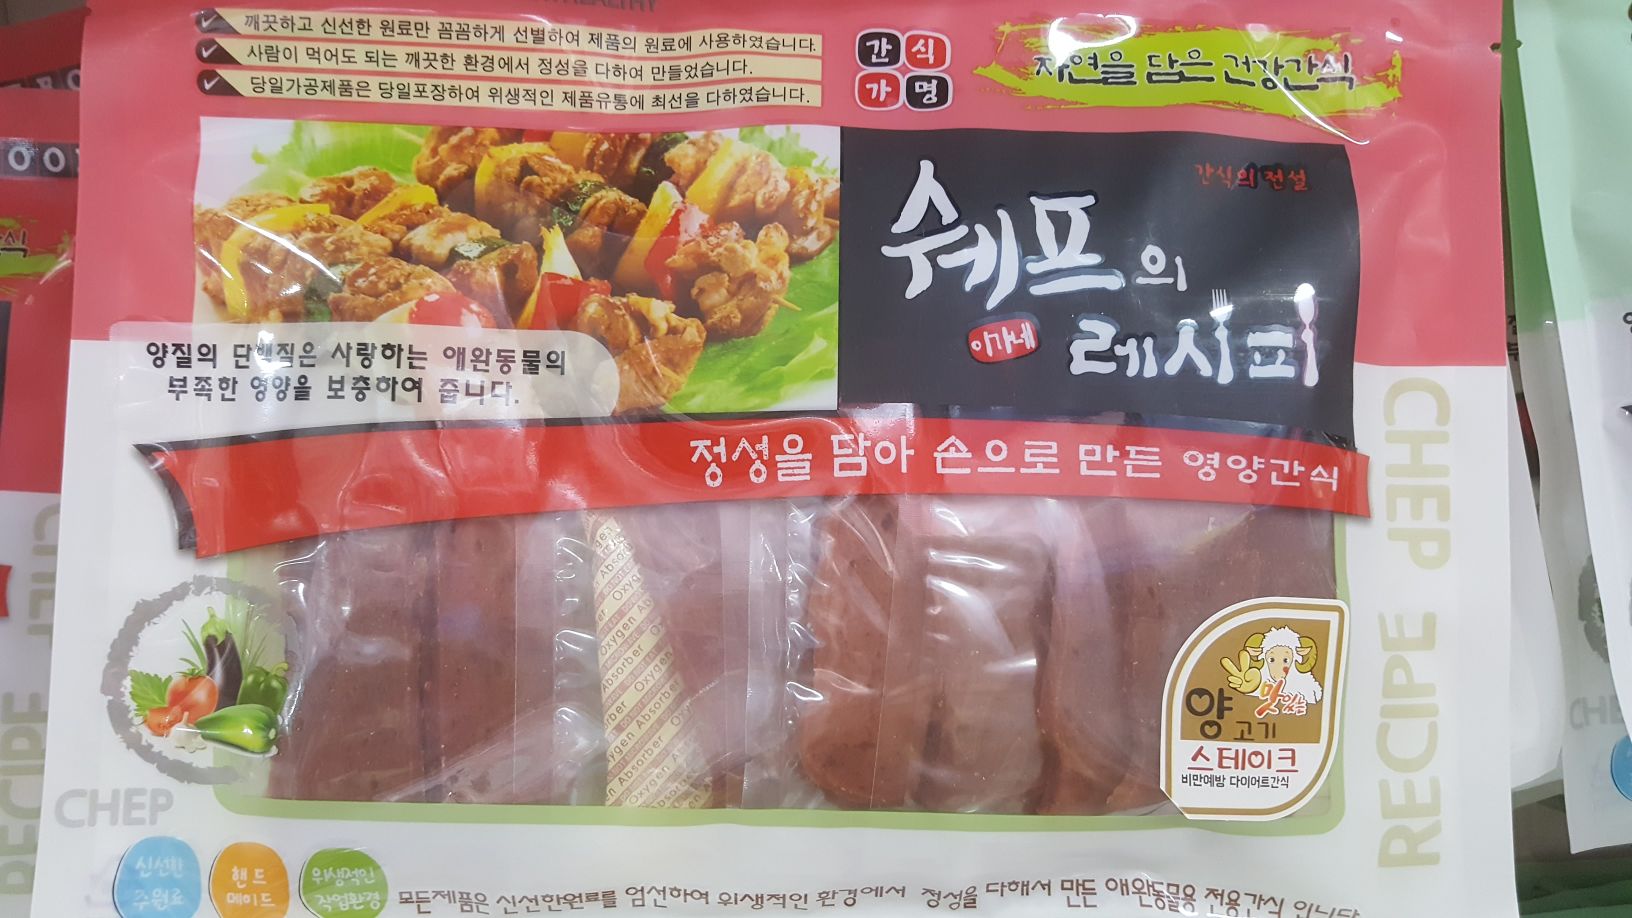 깨끗하고 신선한 원료만 꼼꼼하게 선별하여 제품의 원료에 사용하였습니다.
사람이 먹어도 되는 깨끗한 환경에서 정성을 다하여 만들었습니다.
당일가공제품은 당일포장하여 위생적인 제품유통에 최선을 다하였습니다.
간식
가명
자연을 담은 건강간식
간식의 전설
쉐프의
이가네
레시피
양질의 단백질은 사랑하는 애완동물의
부족한 영양을 보충하여 줍니다.
정성을 담아 손으로 만든 영양간식
CHEP
RECIPE
Oxygen Absorber
맛있는
양고기
스테이크
비만예방 다이어트간식
CHEP
신선한
주원료
핸드
메이드
위생적인
작업환경
모든제품은 신선한원료를 엄선하여 위생적인 환경에서 정성을 다해서 만든 애완동물용 전용간식 입니다